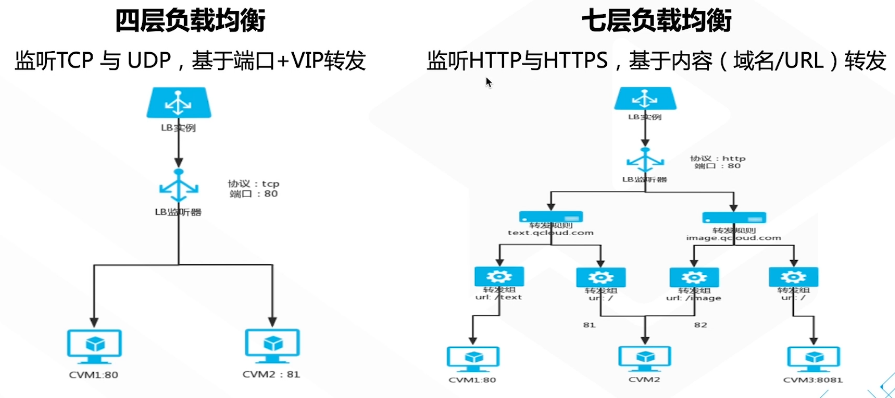 四层负载均衡
监听TCP 与 UDP，基于端口+VIP转发
LB实例
协议：tcp
端口：80
LB监听器
CVM1:80
CVM2：81
七层负载均衡
监听HTTP与HTTPS，基于内容（域名/URL）转发
LB实例
协议：http
端口：80
LB监听器
转发规则
text.qcloud.com
转发规则
image.qcloud.com
转发组
url: /text
转发组
url: /
转发组
url: /image
转发组
url: /
81
82
CVM1:80
CVM2
CVM3:8081